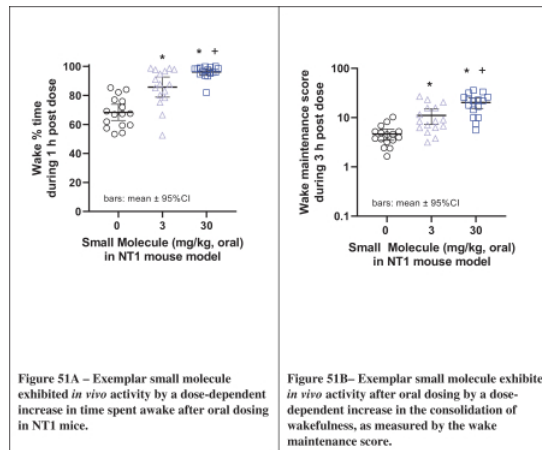 Wake % time
during 1 h post dose
100
80
60
40
20
0
*
* +
bars: mean ± 95%CI
0 3 30
Small Molecule (mg/kg, oral)
in NT1 mouse model
Figure 51A – Exemplar small molecule
exhibited in vivo activity by a dose-dependent
increase in time spent awake after oral dosing
in NT1 mice.
Wake maintenance score
during 3 h post dose
100
10
1
0.1
*
* +
bars: mean ± 95%CI
0 3 30
Small Molecule (mg/kg, oral)
in NT1 mouse model
Figure 51B– Exemplar small molecule exhibite
in vivo activity after oral dosing by a dose-
dependent increase in the consolidation of
wakefulness, as measured by the wake
maintenance score.